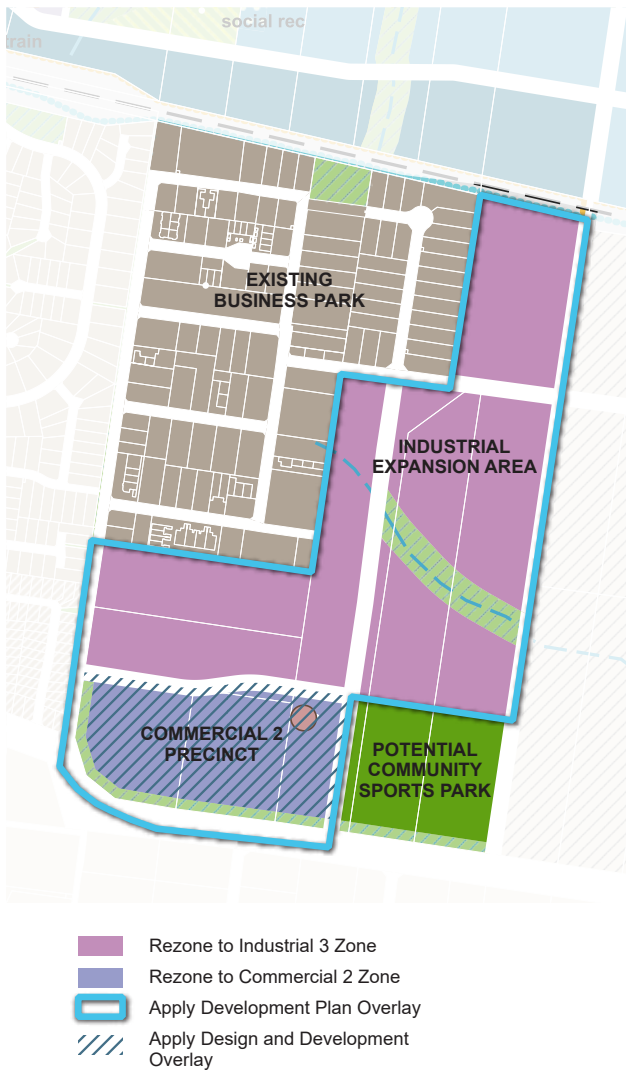 social rec
train
EXISTING
BUSINESS PARK
INDUSTRIAL
EXPANSION AREA
COMMERCIAL 2
PRECINCT
POTENTIAL
COMMUNITY
SPORTS PARK
Rezone to Industrial 3 Zone
Rezone to Commercial 2 Zone
Apply Development Plan Overlay
Apply Design and Development
Overlay